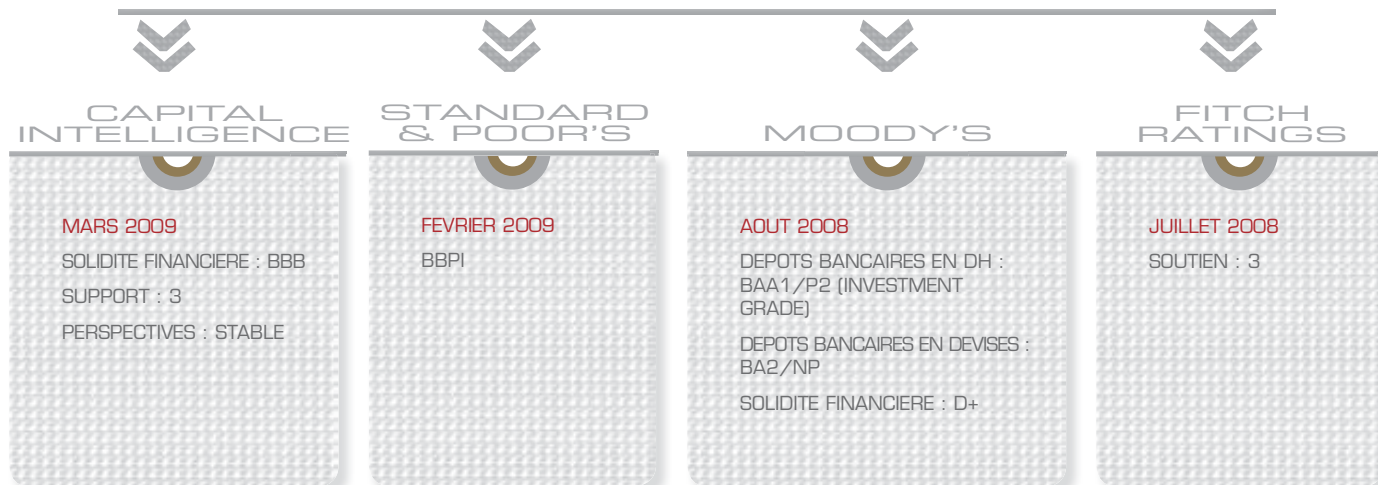 CAPITAL
INTELLIGENCE
MARS 2009
SOLIDITE FINANCIERE : BBB
SUPPORT : 3
PERSPECTIVES : STABLE
STANDARD
& POOR'S
FEVRIER 2009
BBPI
MOODY'S
AOUT 2008
DEPOTS BANCAIRES EN DH :
BAA1/P2 (INVESTMENT
GRADE)
DEPOTS BANCAIRES EN DEVISES :
BA2/NP
SOLIDITE FINANCIERE : D+
FITCH
RATINGS
JUILLET 2008
SOUTIEN : 3